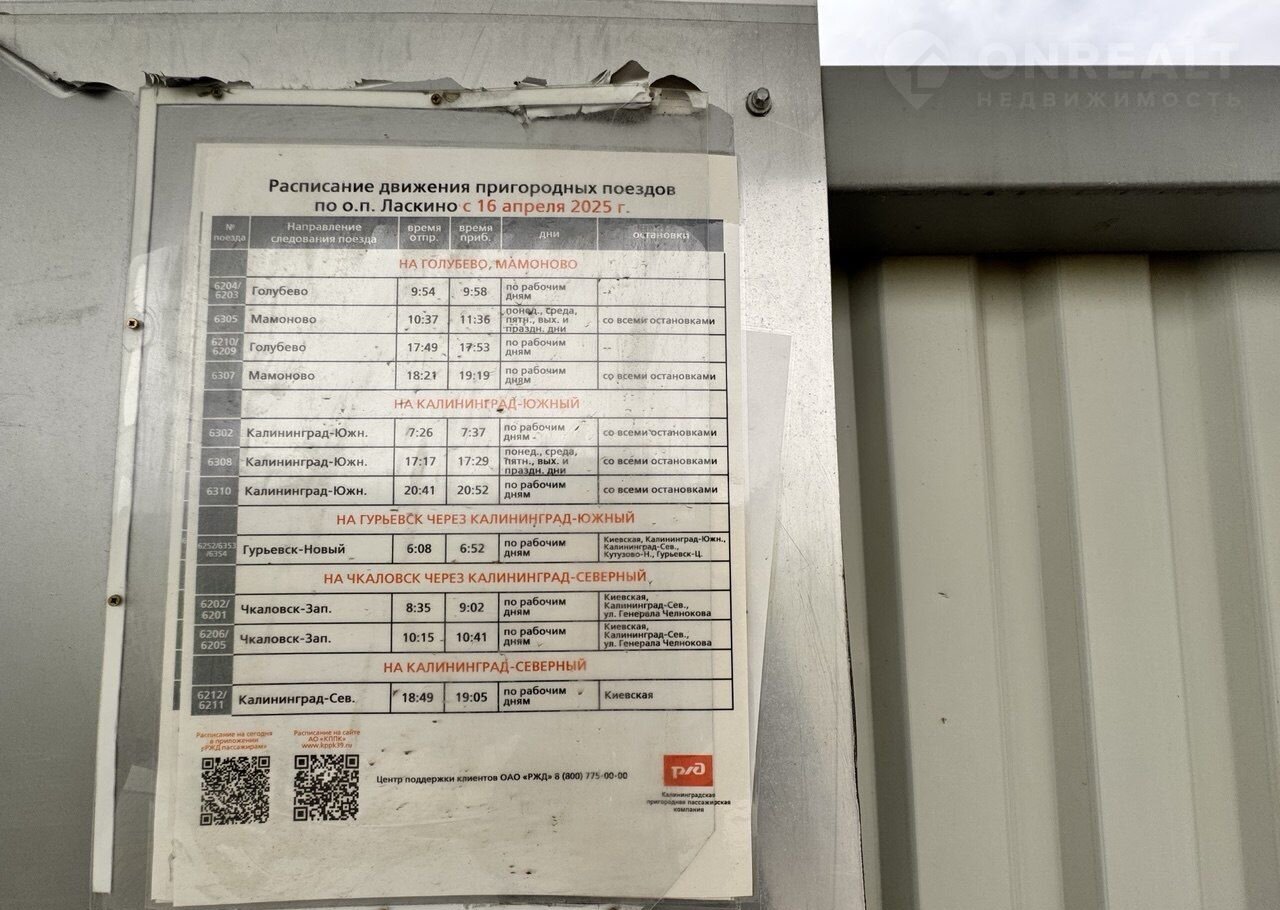 ONREALT
НЕДВИЖИМОСТЬ
Расписание движения пригородных поездов
по о.п. Ласкино с 16 апреля 2025 г.
№ поезда Направление следования поезда время отпр. время приб. дни остановки
НА ГОЛУБЕВО, МАМОНОВО
6204/6203 Голубево 9:54 9:58 по рабочим дням --
6305 Мамоново 10:37 11:36 понед., среда, пятн., вых. и праздн. дни со всеми остановками
6210/6209 Голубево 17:49 17:53 по рабочим дням --
6307 Мамоново 18:21 19:19 по рабочим дням со всеми остановками
НА КАЛИНИНГРАД-ЮЖНЫЙ
6302 Калининград-Южн. 7:26 7:37 по рабочим дням со всеми остановками
6308 Калининград-Южн. 17:17 17:29 понед., среда, пятн., вых. и праздн. дни со всеми остановками
6310 Калининград-Южн. 20:41 20:52 по рабочим дням со всеми остановками
НА ГУРЬЕВСК ЧЕРЕЗ КАЛИНИНГРАД-ЮЖНЫЙ
6252/6353/6354 Гурьевск-Новый 6:08 6:52 по рабочим дням Киевская, Калининград-Южн., Калининград-Сев., Кутузово-Н., Гурьевск-Ц.
НА ЧКАЛОВСК ЧЕРЕЗ КАЛИНИНГРАД-СЕВЕРНЫЙ
6202/6201 Чкаловск-Зап. 8:35 9:02 по рабочим дням Киевская, Калининград-Сев., ул. Генерала Челнокова
6206/6205 Чкаловск-Зап. 10:15 10:41 по рабочим дням Киевская, Калининград-Сев., ул. Генерала Челнокова
НА КАЛИНИНГРАД-СЕВЕРНЫЙ
6212/6211 Калининград-Сев. 18:49 19:05 по рабочим дням Киевская
Расписание на сегодня
в приложении
«РЖД пассажирам»
Расписание на сайте
АО «КППК»
www.kppk39.ru
Центр поддержки клиентов ОАО «РЖД» 8 (800) 775-00-00
РЖД
Калининградская
пригородная пассажирская
компания